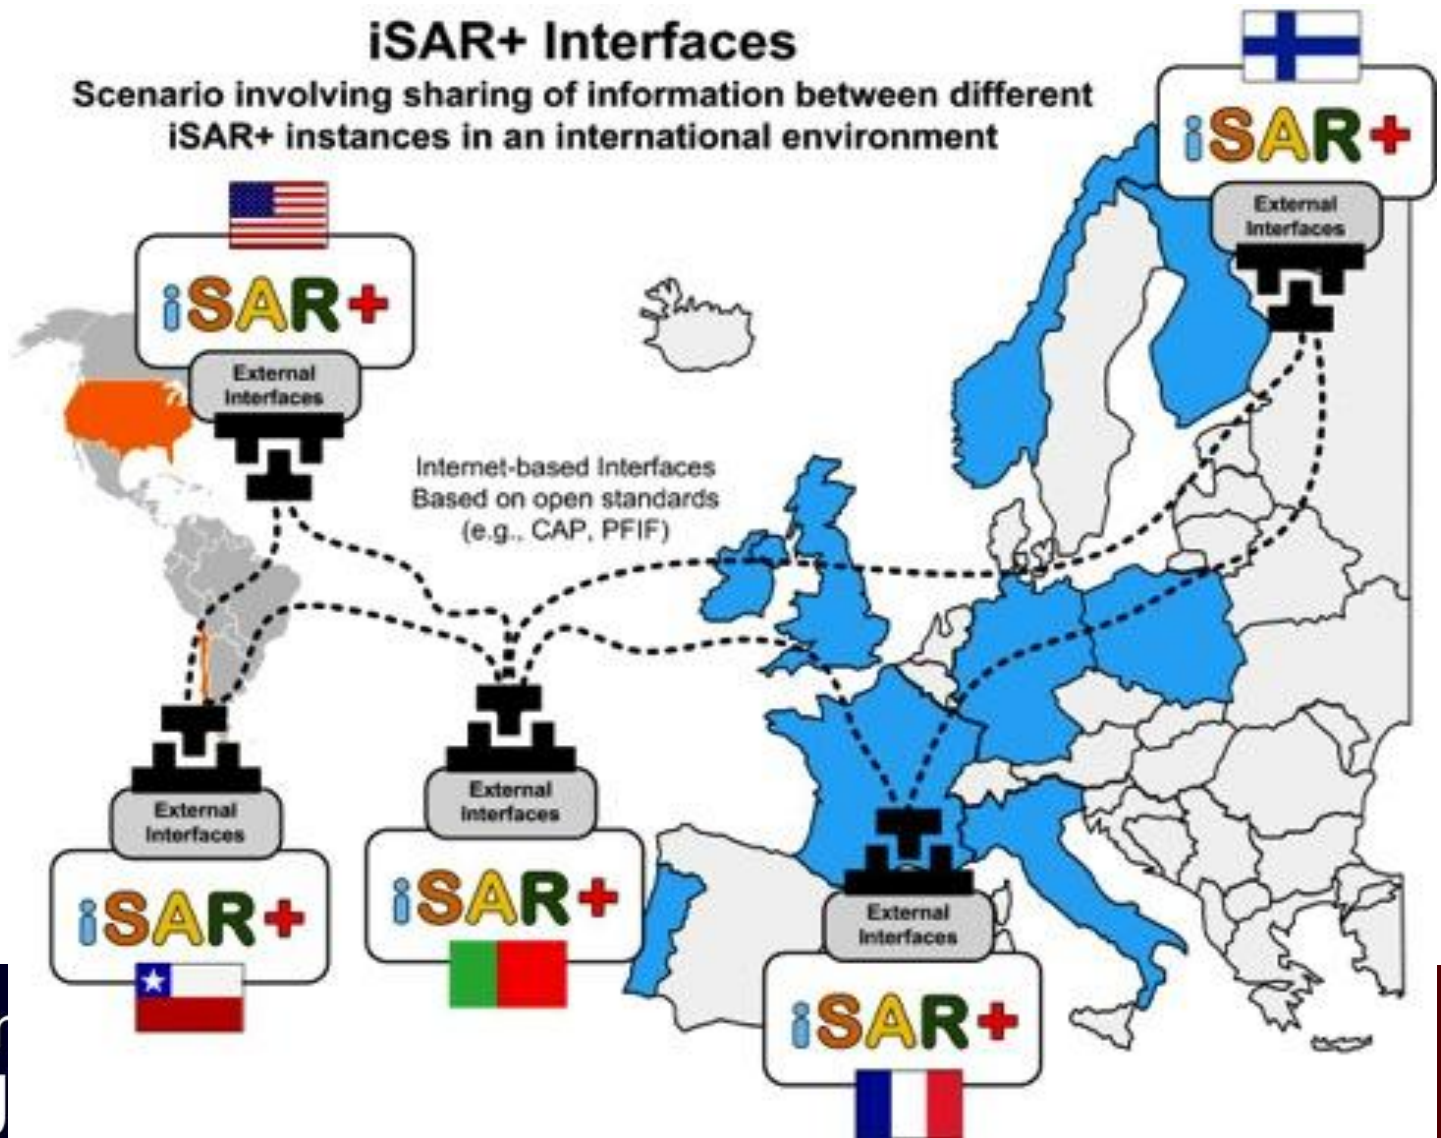 iSAR+ Interfaces
Scenario involving sharing of information between different
iSAR+ instances in an international environment
iSAR+
External
Interfaces
iSAR+
External
Interfaces
Internet-based Interfaces
Based on open standards
(e.g., CAP, PFIF)
External
Interfaces
iSAR+
External
Interfaces
iSAR+
External
Interfaces
iSAR+